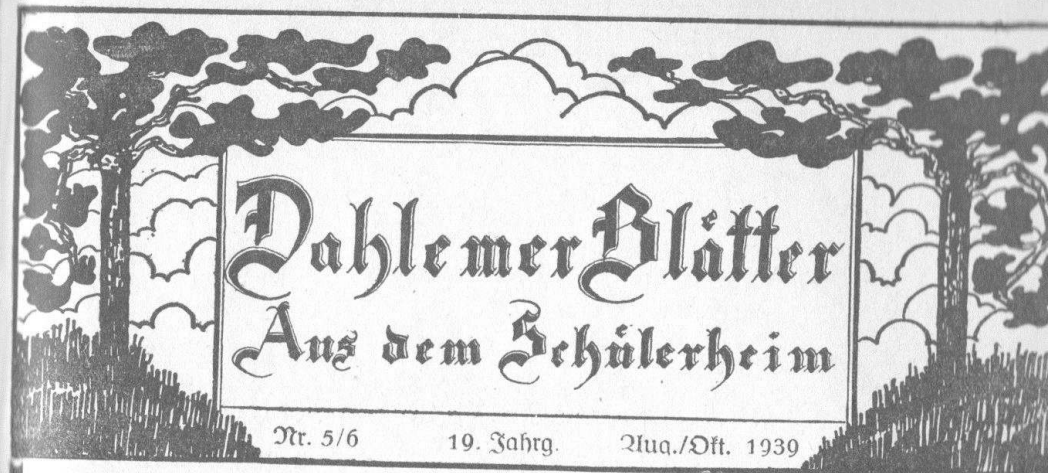 Dahlemer Blätter
Aus dem Schülerheim
Nr. 5/6 19. Jahrg. Aug./Okt. 1939